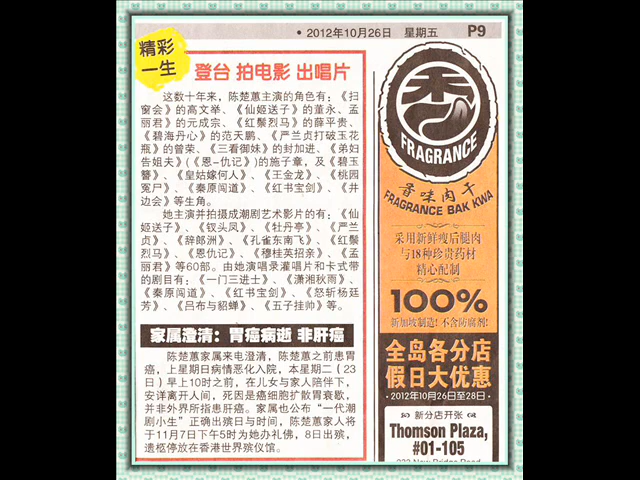 • 2012年10月26日 星期五 P9
精彩
一生
登台 拍电影 出唱片
这数十年来，陈楚蕙主演的角色有：《扫
窗会》的高文举、《仙姬送子》的董永、孟
丽君》的元成宗、《红鬃烈马》的薛平贵、
《碧海丹心》的范天鹏、《严兰贞打破玉花
瓶》的曾荣、《三看御妹》的封加进、《弟妇
告姐夫》(《恩-仇记》)的施子章，及《碧玉
簪》、《皇姑嫁何人》、《王金龙》、《桃园
冤尸》、《秦原闯道》、《红书宝剑》、《井
边会》等生角。
她主演并拍摄成潮剧艺术影片的有：《仙
姬送子》、《钗头凤》、《牡丹亭》、《严兰
贞》、《辞郎洲》、《孔雀东南飞》、《红鬃
烈马》、《恩仇记》、《穆桂英招亲》、《孟
丽君》等60部。由她演唱录灌唱片和卡式带
的剧目有：《一门三进士》、《潇湘秋雨》、
《秦原闯道》、《红书宝剑》、《怒斩杨廷
芳》、《吕布与貂蝉》、《五子挂帅》等。
家属澄清：胃癌病逝 非肝癌
陈楚蕙家属来电澄清，陈楚蕙之前患胃
癌，上星期日病情恶化入院，本星期二（23
日）早上10时之前，在儿女与家人陪伴下，
安详离开人间，死因是癌细胞扩散胃衰歇，
并非外界所指患肝癌。家属也公布“一代潮
剧小生”正确出殡日与时间，陈楚蕙家人将
于11月7日下午5时为她办礼佛，8日出殡，
遗柩停放在香港世界殡仪馆。
FRAGRANCE
香味肉干
FRAGRANCE BAK KWA
采用新鲜瘦后腿肉
与18种珍贵药材
精心配制
100%
新加坡制造! 不含防腐剂!
全岛各分店
假日大优惠
·2012年10月26日至28日·
新分店开张
Thomson Plaza,
#01-105